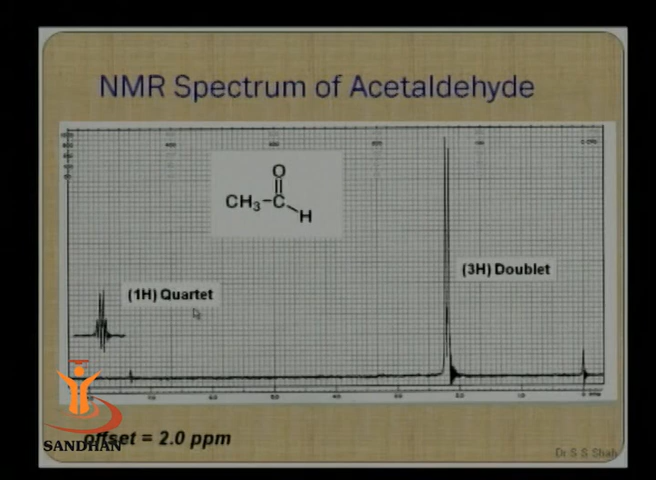 NMR Spectrum of Acetaldehyde
O
CH3-C
H
(3H) Doublet
(1H) Quartet
offset = 2.0 ppm
SANDHAN
Dr S S Shah